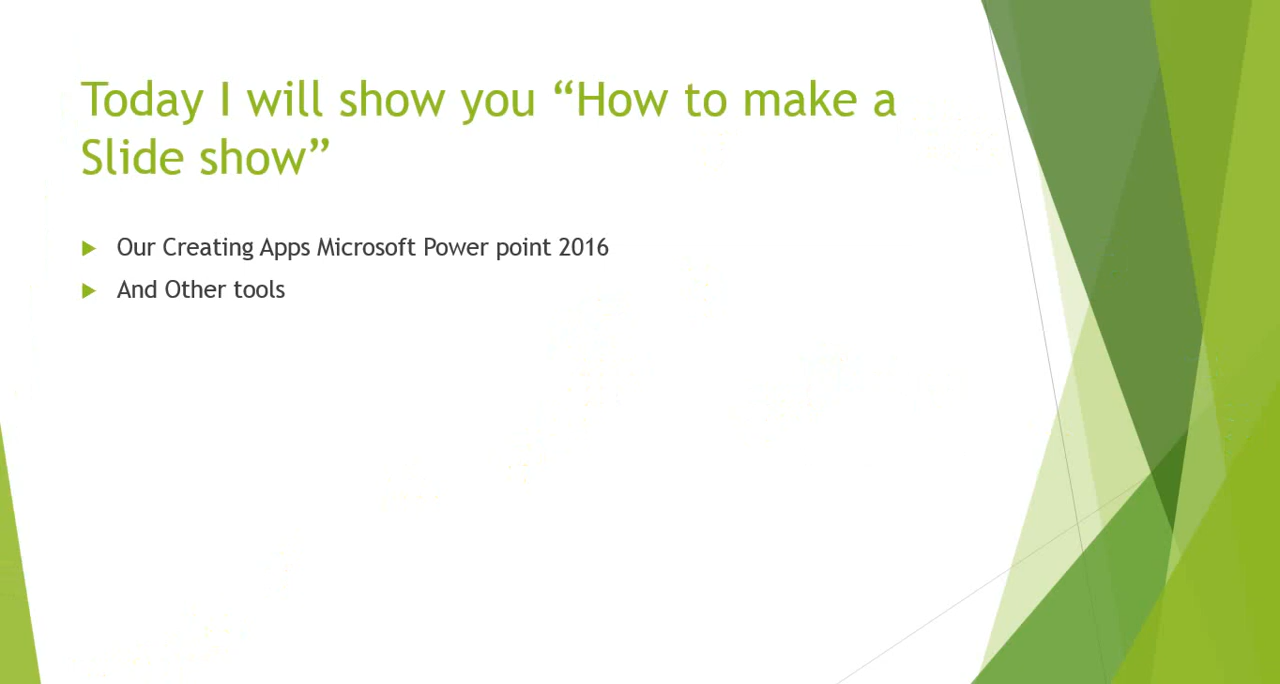 Today I will show you “How to make a
Slide show”
Our Creating Apps Microsoft Power point 2016
And Other tools